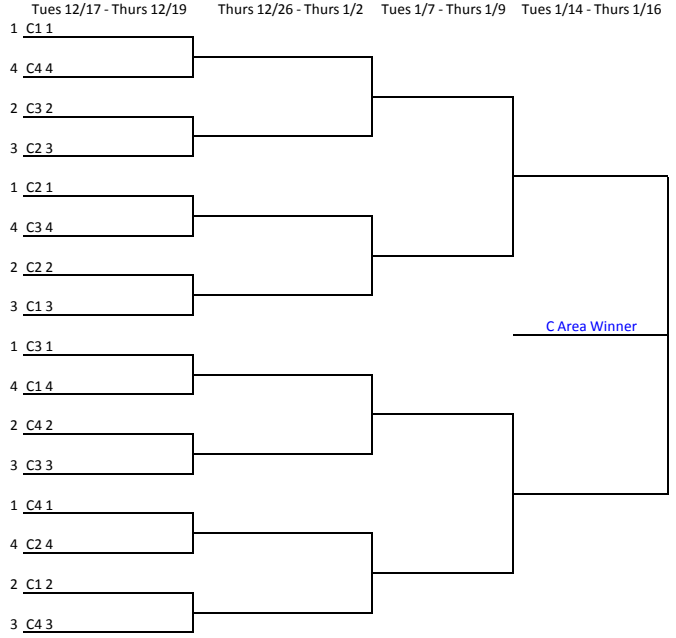 Tues 12/17 - Thurs 12/19 Thurs 12/26 - Thurs 1/2 Tues 1/7 - Thurs 1/9 Tues 1/14 - Thurs 1/16
1 C1 1
4 C4 4
2 C3 2
3 C2 3
1 C2 1
4 C3 4
2 C2 2
3 C1 3
C Area Winner
1 C3 1
4 C1 4
2 C4 2
3 C3 3
1 C4 1
4 C2 4
2 C1 2
3 C4 3